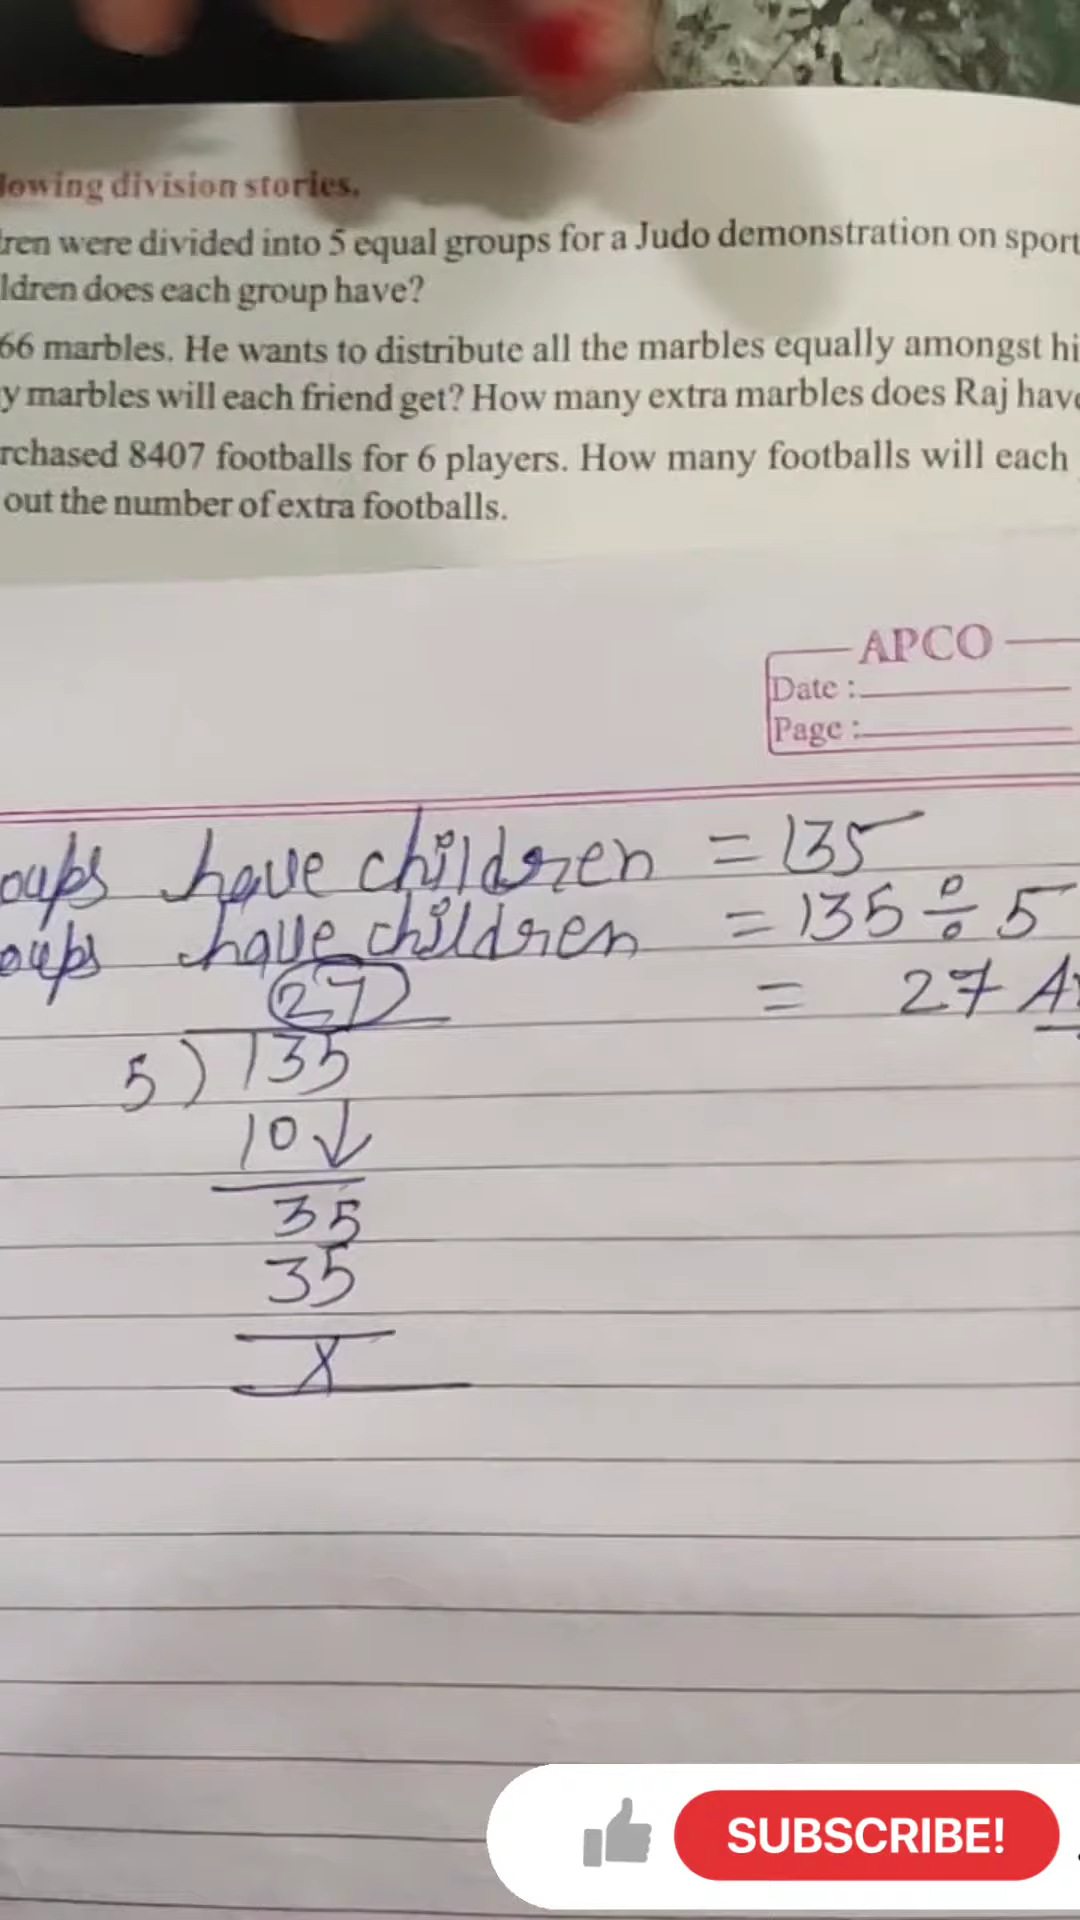 lowing division stories.
ren were divided into 5 equal groups for a Judo demonstration on sport
ldren does each group have?
66 marbles. He wants to distribute all the marbles equally amongst hi
y marbles will each friend get? How many extra marbles does Raj have
rchased 8407 footballs for 6 players. How many footballs will each
out the number of extra footballs.
APCO
Date :
Page :
oups have children = 135
oups have children = 135 ÷ 5
= 27 A
27
5 ) 135
10 ↓
35
35
x
SUBSCRIBE!